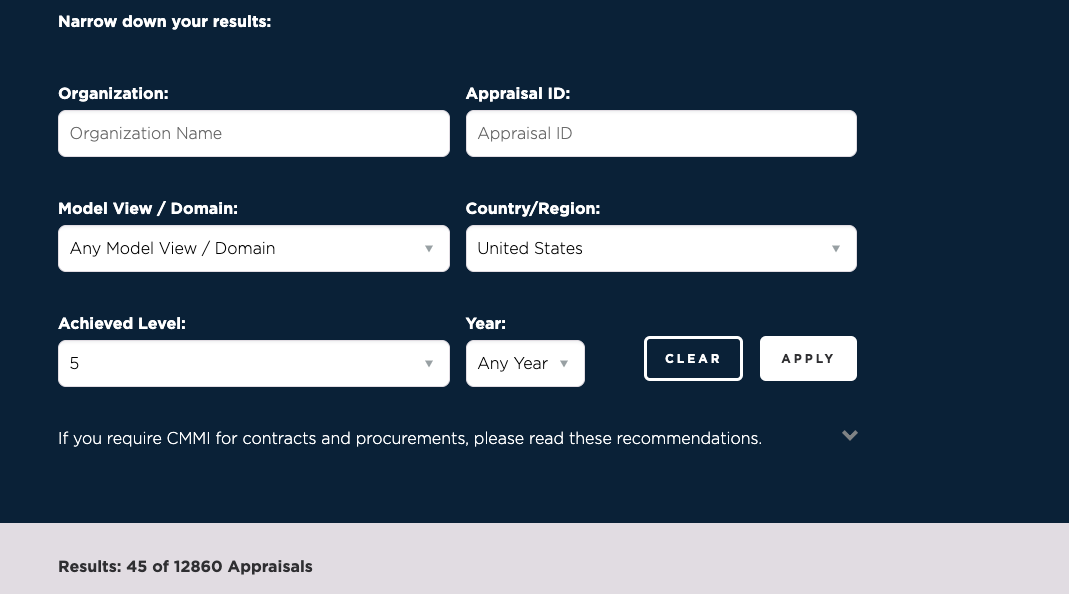 Narrow down your results:
Organization: Appraisal ID:
Organization Name Appraisal ID
Model View / Domain: Country/Region:
Any Model View / Domain United States
Achieved Level: Year:
5 Any Year CLEAR APPLY
If you require CMMI for contracts and procurements, please read these recommendations.
Results: 45 of 12860 Appraisals